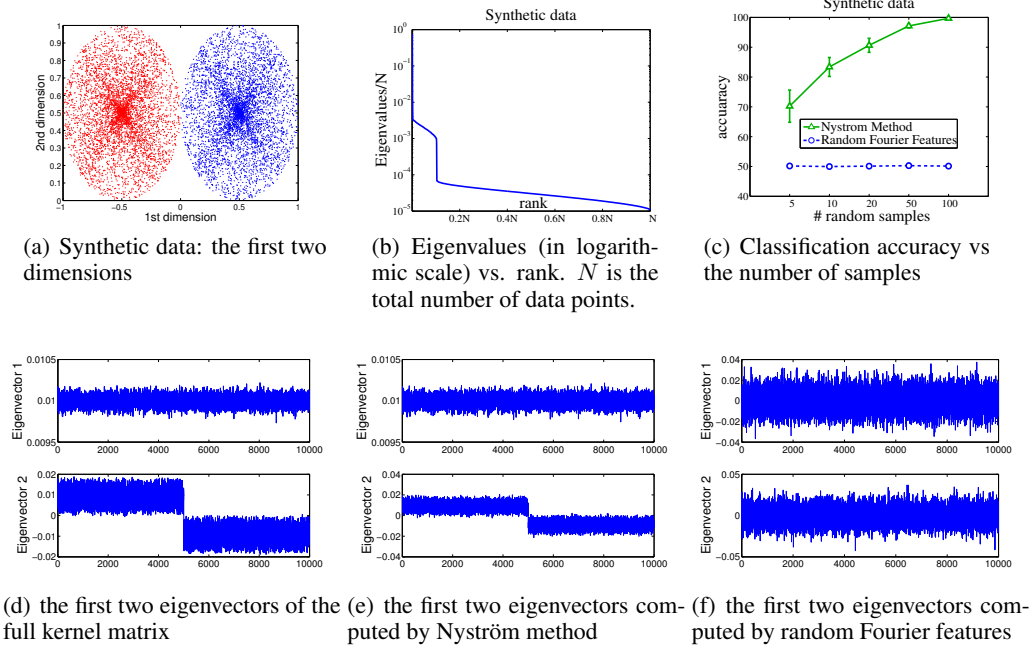 1
0.9
0.8
0.7
0.6
0.5
0.4
0.3
0.2
0.1
0
2nd dimension
−1 −0.5 0 0.5 1
1st dimension
(a) Synthetic data: the first two
dimensions
Synthetic data
10^0
10^−1
10^−2
10^−3
10^−4
10^−5
Eigenvalues/N
rank
0.2N 0.4N 0.6N 0.8N N
(b) Eigenvalues (in logarith-
mic scale) vs. rank. N is the
total number of data points.
Synthetic data
100
90
80
70
60
50
40
accuaracy
Nystrom Method
Random Fourier Features
5 10 20 50 100
# random samples
(c) Classification accuracy vs
the number of samples
0.0105
0.01
0.0095
Eigenvector 1
0 2000 4000 6000 8000 10000
0.02
0.01
0
−0.01
−0.02
Eigenvector 2
0 2000 4000 6000 8000 10000
(d) the first two eigenvectors of the
full kernel matrix
0.0105
0.01
0.0095
Eigenvector 1
0 2000 4000 6000 8000 10000
0.04
0.02
0
−0.02
−0.04
Eigenvector 2
0 2000 4000 6000 8000 10000
(e) the first two eigenvectors com-
puted by Nyström method
0.04
0.02
0
−0.02
−0.04
Eigenvector 1
0 2000 4000 6000 8000 10000
0.05
0
−0.05
Eigenvector 2
0 2000 4000 6000 8000 10000
(f) the first two eigenvectors com-
puted by random Fourier features